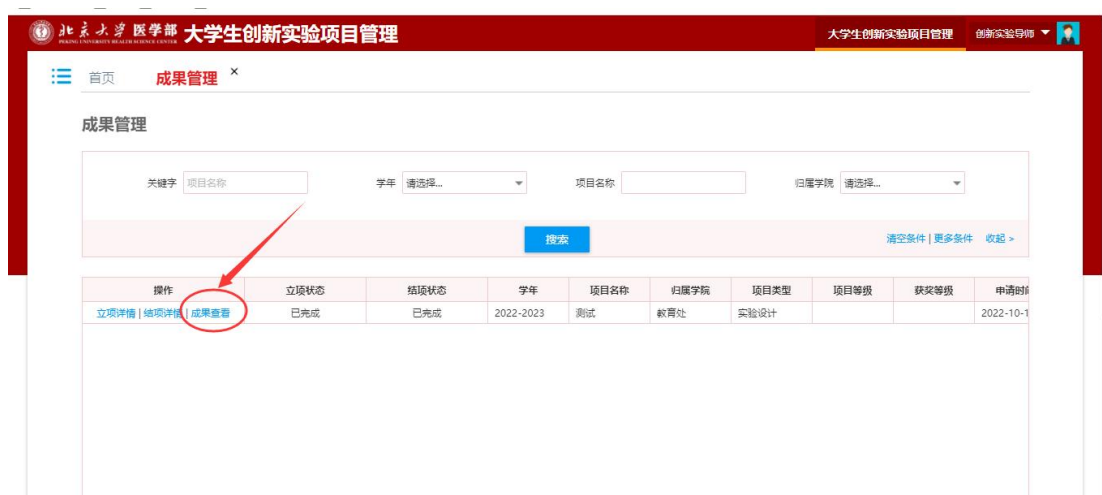 北京大学 医学部 大学生创新实验项目管理 大学生创新实验项目管理 创新实验导师
PEKING UNIVERSITY HEALTH SCIENCE CENTER
首页 成果管理 ×
成果管理
关键字 项目名称 学年 请选择... 项目名称 归属学院 请选择...
搜索 清空条件 | 更多条件 收起 >
操作 立项状态 结项状态 学年 项目名称 归属学院 项目类型 项目等级 获奖等级 申请时
立项详情 | 结项详情 | 成果查看 已完成 已完成 2022-2023 测试 教育处 实验设计 2022-10-1